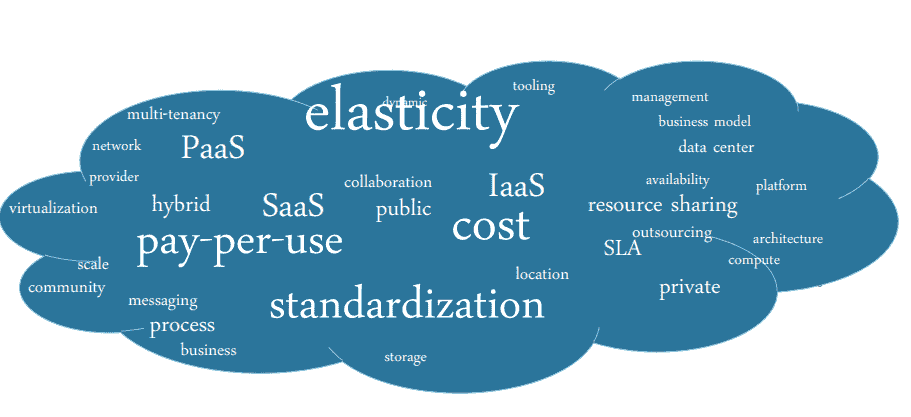 tooling
management
dynamic
elasticity
multi-tenancy
business model
network
PaaS
data center
provider
collaboration
IaaS
availability
platform
virtualization
hybrid
SaaS
public
resource sharing
pay-per-use
cost
outsourcing
SLA
architecture
scale
compute
location
community
private
messaging
standardization
process
business
storage